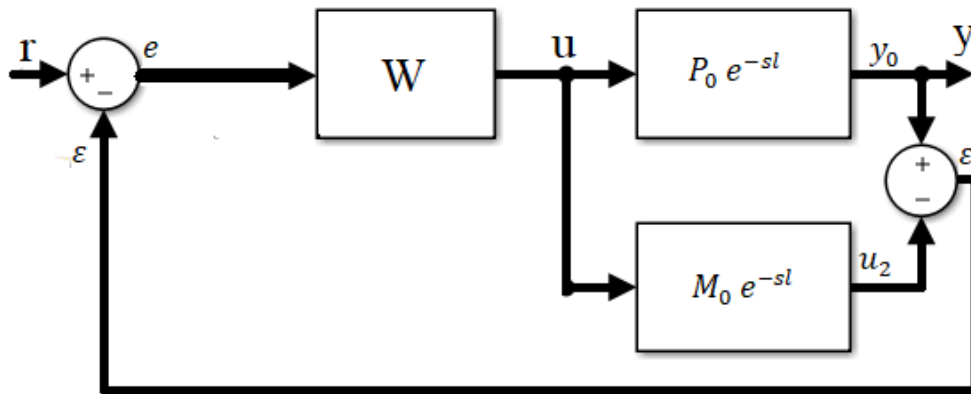 r
+
−
e
W
u
P₀ e⁻ˢˡ
y₀
y
ε
+
−
ε
M₀ e⁻ˢˡ
u₂